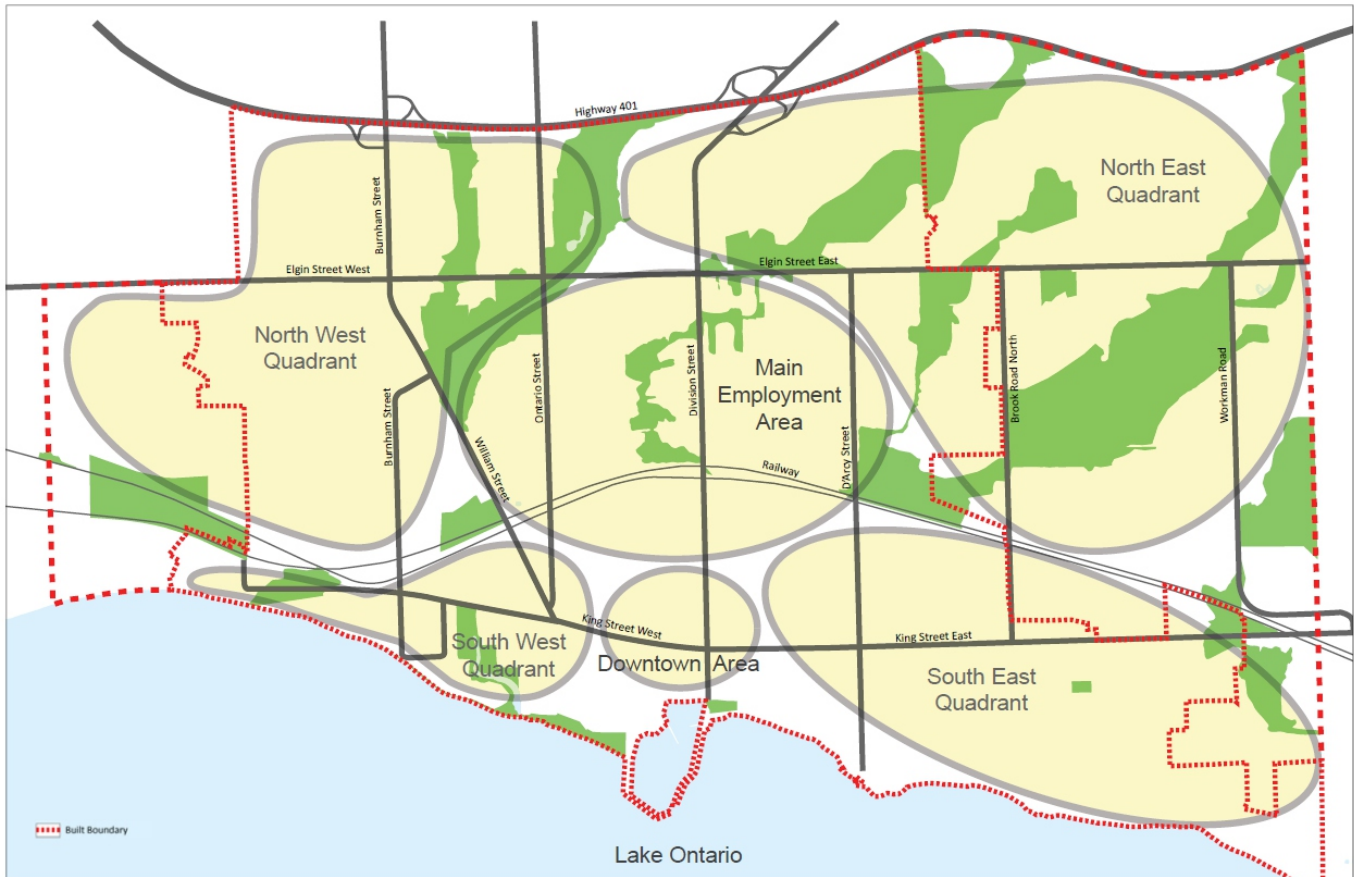 Highway 401
North East
Quadrant
Burnham Street
Elgin Street West
Elgin Street East
North West
Quadrant
Main
Employment
Area
Division Street
Ontario Street
Brook Road North
Workman Road
Burnham Street
William Street
D'Arcy Street
Railway
King Street West
King Street East
South West
Quadrant
Downtown Area
South East
Quadrant
Built Boundary
Lake Ontario